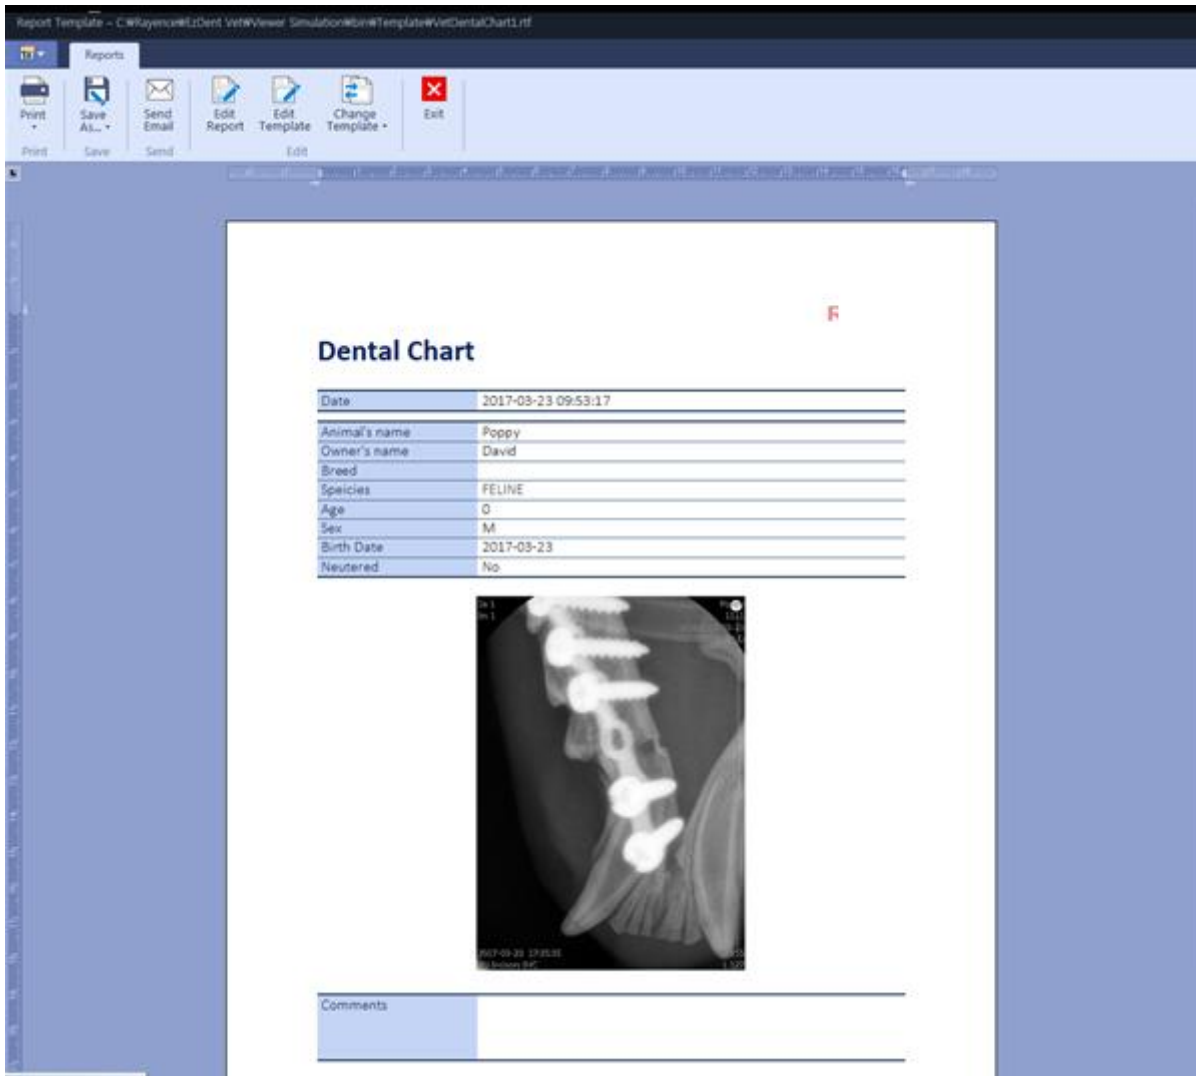 Report Template – C:₩Rayence₩EzDent Vet₩Viewer Simulation₩bin₩Template₩VetDentalChart1.rtf
Reports
Print
Save As...
Send Email
Edit Report
Edit Template
Change Template
Exit
Print
Save
Send
Edit
Dental Chart
Date 2017-03-23 09:53:17
Animal's name Poppy
Owner's name David
Breed
Speicies FELINE
Age 0
Sex M
Birth Date 2017-03-23
Neutered No
Im 1
Comments